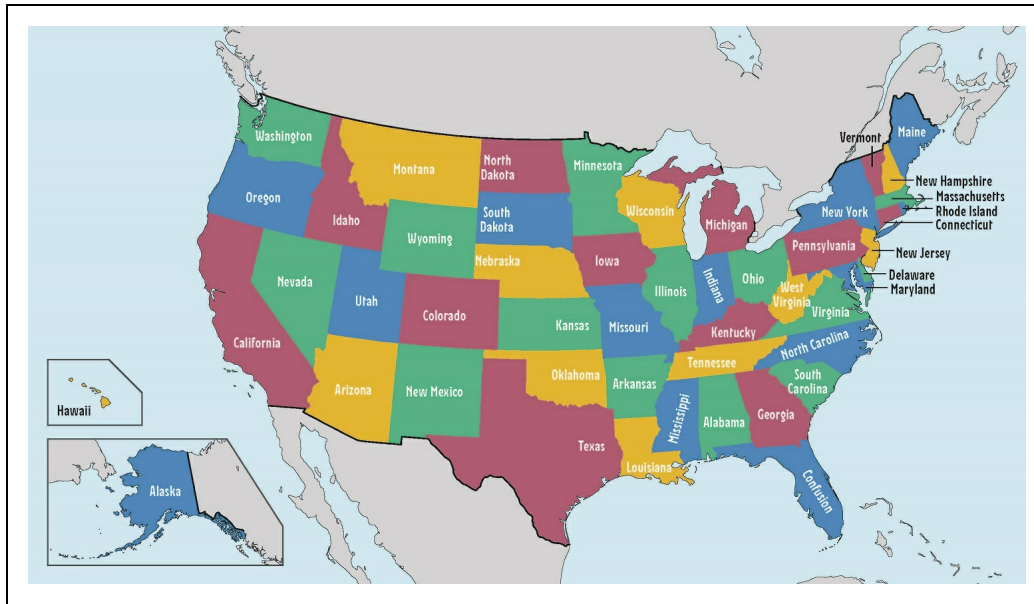 Washington
Montana
North
Dakota
Minnesota
Vermont
Maine
Oregon
Idaho
Wyoming
South
Dakota
Wisconsin
Michigan
New York
New Hampshire
Massachusetts
Rhode Island
Connecticut
Nevada
Utah
Colorado
Nebraska
Iowa
Illinois
Indiana
Ohio
Pennsylvania
New Jersey
Delaware
Maryland
West
Virginia
Virginia
California
Kansas
Missouri
Kentucky
North Carolina
Arizona
New Mexico
Oklahoma
Arkansas
Tennessee
South
Carolina
Hawaii
Texas
Louisiana
Mississippi
Alabama
Georgia
Confusion
Alaska